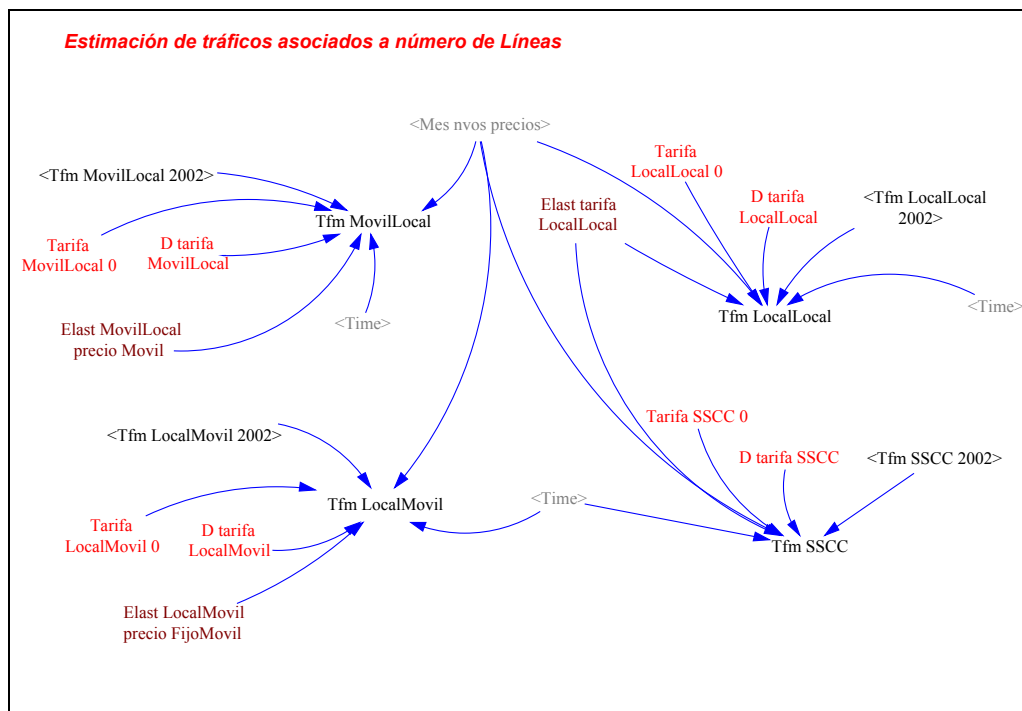 Estimación de tráficos asociados a número de Líneas
<Mes nvos precios>
<Tfm MovilLocal 2002>
Tfm MovilLocal
Tarifa
MovilLocal 0
D tarifa
MovilLocal
<Time>
Elast MovilLocal
precio Movil
Tarifa
LocalLocal 0
Elast tarifa
LocalLocal
D tarifa
LocalLocal
<Tfm LocalLocal
2002>
Tfm LocalLocal
<Time>
<Tfm LocalMovil 2002>
Tfm LocalMovil
Tarifa
LocalMovil 0
D tarifa
LocalMovil
<Time>
Elast LocalMovil
precio FijoMovil
Tarifa SSCC 0
D tarifa SSCC
<Tfm SSCC 2002>
Tfm SSCC